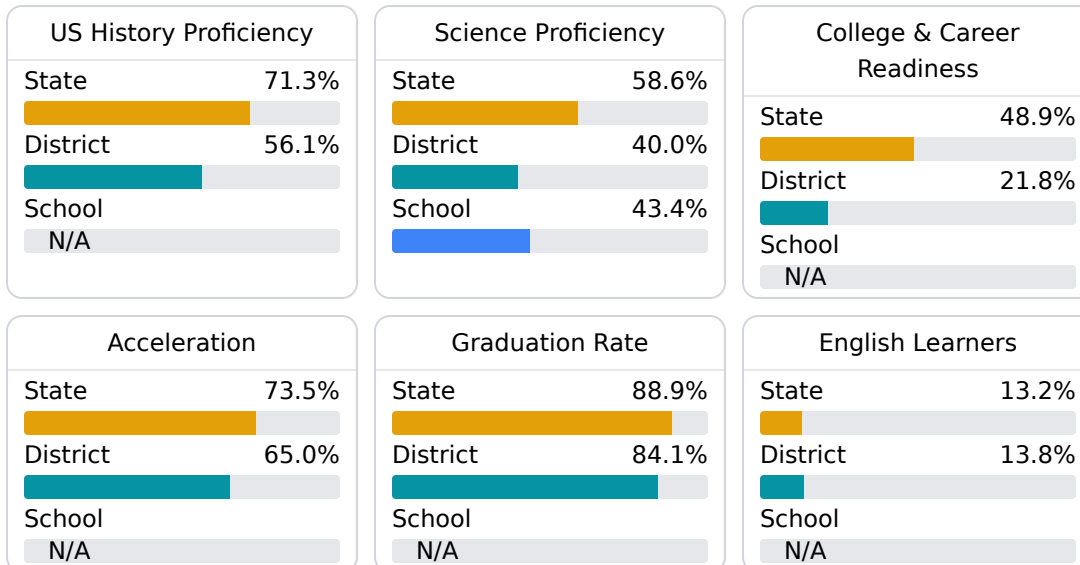 US History Proficiency
State 71.3%
District 56.1%
School
N/A
Science Proficiency
State 58.6%
District 40.0%
School 43.4%
College & Career
Readiness
State 48.9%
District 21.8%
School
N/A
Acceleration
State 73.5%
District 65.0%
School
N/A
Graduation Rate
State 88.9%
District 84.1%
School
N/A
English Learners
State 13.2%
District 13.8%
School
N/A